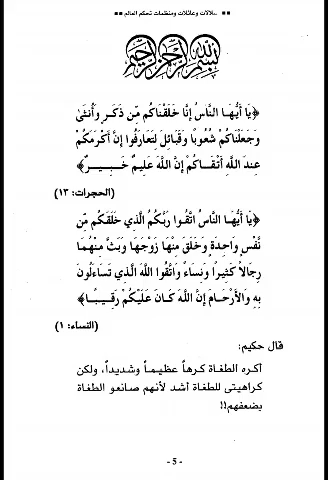 ** سلالات وعائلات ومنظمات تحكم العالم **
بسم الله الرحمن الرحيم
﴿يَا أَيُّهَا النَّاسُ إِنَّا خَلَقْنَاكُم مِّن ذَكَرٍ وَأُنثَى
وَجَعَلْنَاكُمْ شُعُوبًا وَقَبَائِلَ لِتَعَارَفُوا إِنَّ أَكْرَمَكُمْ
عِندَ اللَّهِ أَتْقَاكُمْ إِنَّ اللَّهَ عَلِيمٌ خَبِيرٌ﴾
(الحجرات: ١٣)
﴿يَا أَيُّهَا النَّاسُ اتَّقُوا رَبَّكُمُ الَّذِي خَلَقَكُم مِّن
نَّفْسٍ وَاحِدَةٍ وَخَلَقَ مِنْهَا زَوْجَهَا وَبَثَّ مِنْهُمَا
رِجَالًا كَثِيرًا وَنِسَاءً وَاتَّقُوا اللَّهَ الَّذِي تَسَاءَلُونَ
بِهِ وَالْأَرْحَامَ إِنَّ اللَّهَ كَانَ عَلَيْكُمْ رَقِيبًا﴾
(النساء: ١)
قال حكيم:
أكره الطغاة كرهاً عظيماً وشديداً، ولكن
كراهيتى للطغاة أشد لأنهم صانعو الطغاة
بضعفهم!!
- 5 -